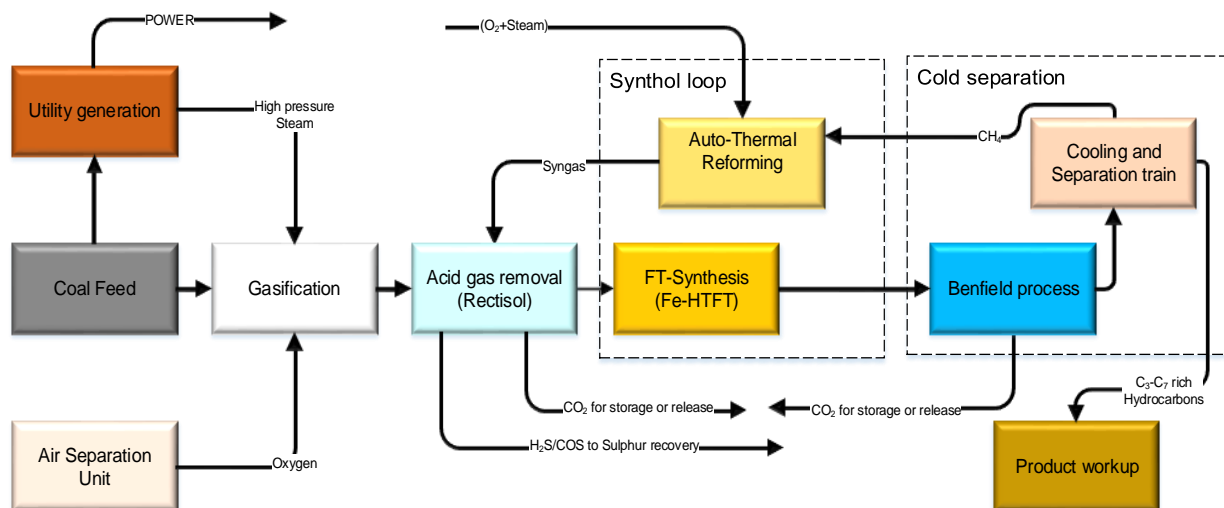 POWER
(O₂+Steam)
Synthol loop
Cold separation
Utility generation
High pressure
Steam
Auto-Thermal
Reforming
CH₄
Cooling and
Separation train
Syngas
Coal Feed
Gasification
Acid gas removal
(Rectisol)
FT-Synthesis
(Fe-HTFT)
Benfield process
CO₂ for storage or release
CO₂ for storage or release
C₃-C₇ rich
Hydrocarbons
H₂S/COS to Sulphur recovery
Air Separation
Unit
Oxygen
Product workup